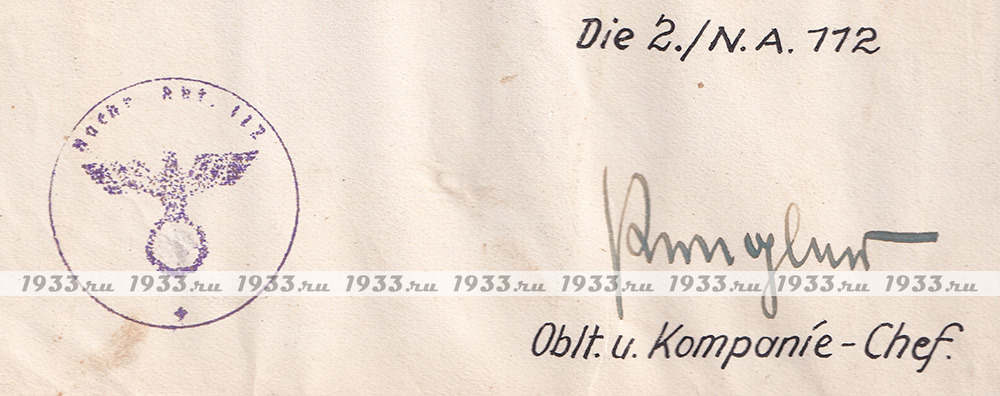 Die 2./N.A. 112
Nachr. Abt. 112
1933.ru 1933.ru 1933.ru 1933.ru 1933.ru 1933.ru 1933.ru 1933.ru 1933.ru
Oblt. u. Kompanie-Chef.